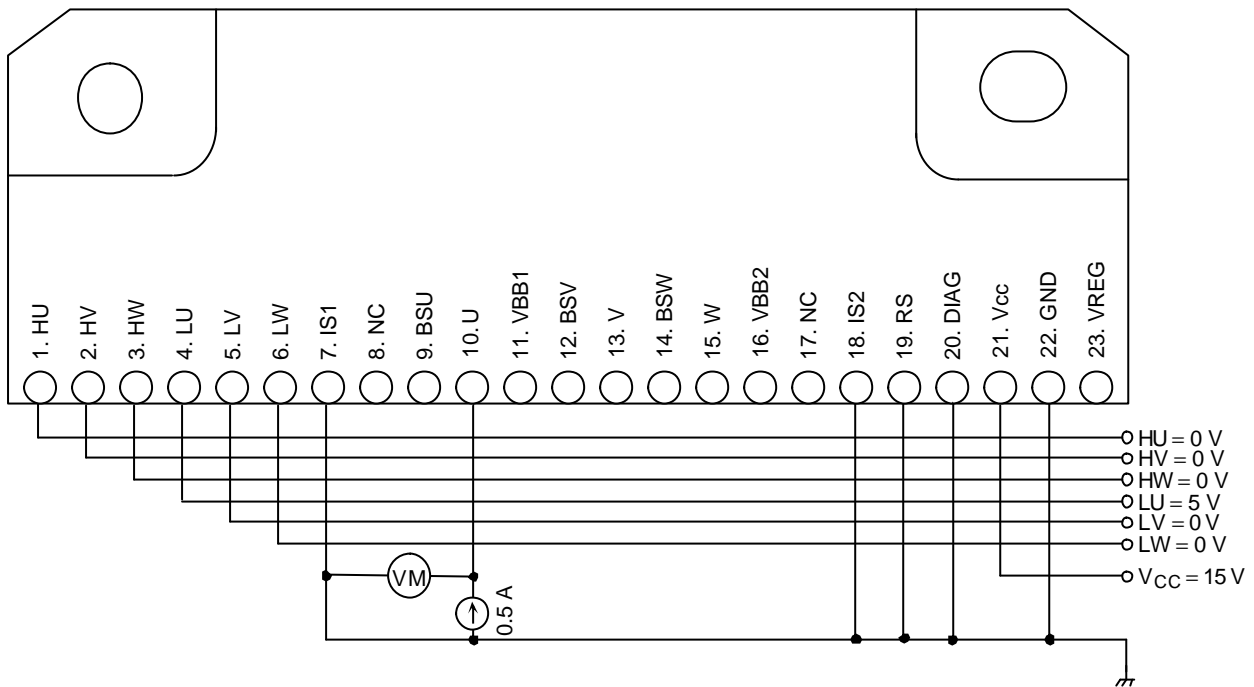 1. HU
2. HV
3. HW
4. LU
5. LV
6. LW
7. IS1
8. NC
9. BSU
10. U
11. VBB1
12. BSV
13. V
14. BSW
15. W
16. VBB2
17. NC
18. IS2
19. RS
20. DIAG
21. Vcc
22. GND
23. VREG
HU = 0 V
HV = 0 V
HW = 0 V
LU = 5 V
LV = 0 V
LW = 0 V
VCC = 15 V
VM
0.5 A